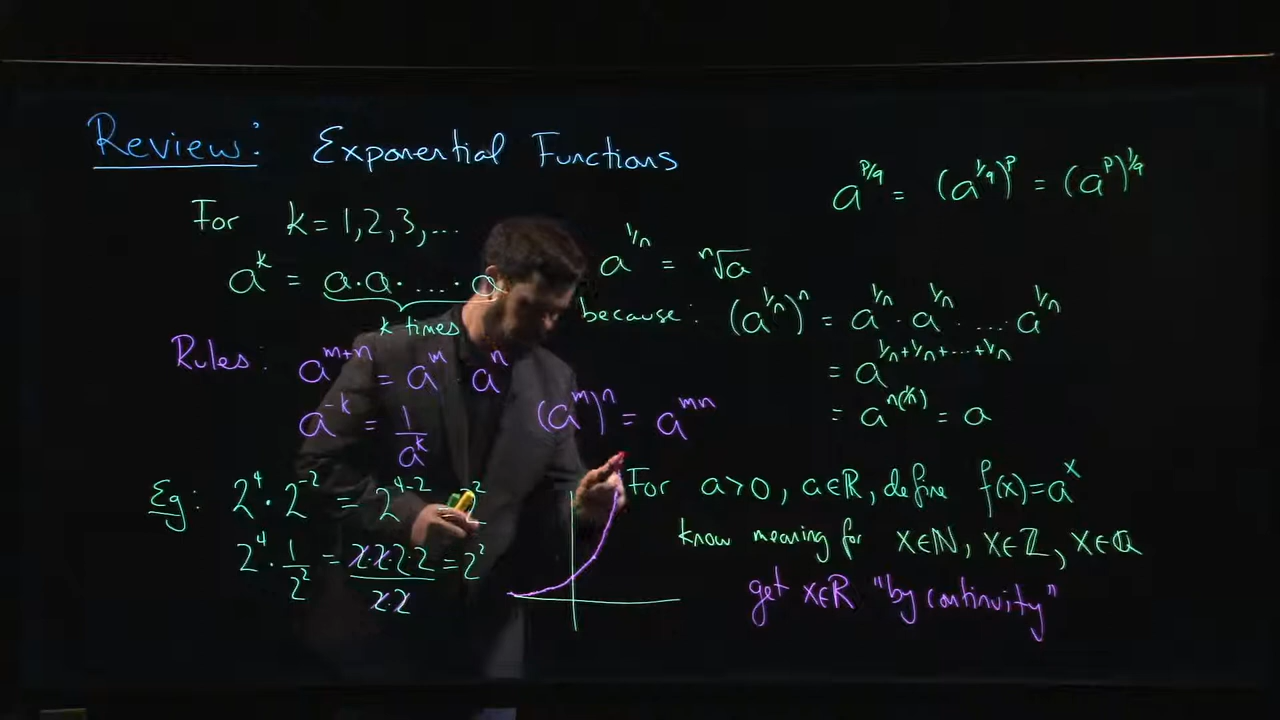 Review: Exponential Functions
For k = 1,2,3,...
a^k = a·a·....·a
k times
Rules: a^{m+n} = a^m · a^n
a^{-k} = 1/a^k
(a^m)^n = a^{mn}
Eg: 2^4 · 2^{-2} = 2^{4-2} = 2^2
2^4 · 1/2^2 = 2·2·2·2/2·2 = 2^2
a^{p/q} = (a^{1/q})^p = (a^p)^{1/q}
a^{1/n} = ⁿ√a
because: (a^{1/n})^n = a^{1/n} · a^{1/n} · .... a^{1/n}
= a^{1/n+1/n+...+1/n}
= a^{n(1/n)} = a
For a>0, a∈ℝ, define f(x)=a^x
know meaning for x∈ℕ, x∈ℤ, x∈ℚ
get x∈ℝ "by continuity"